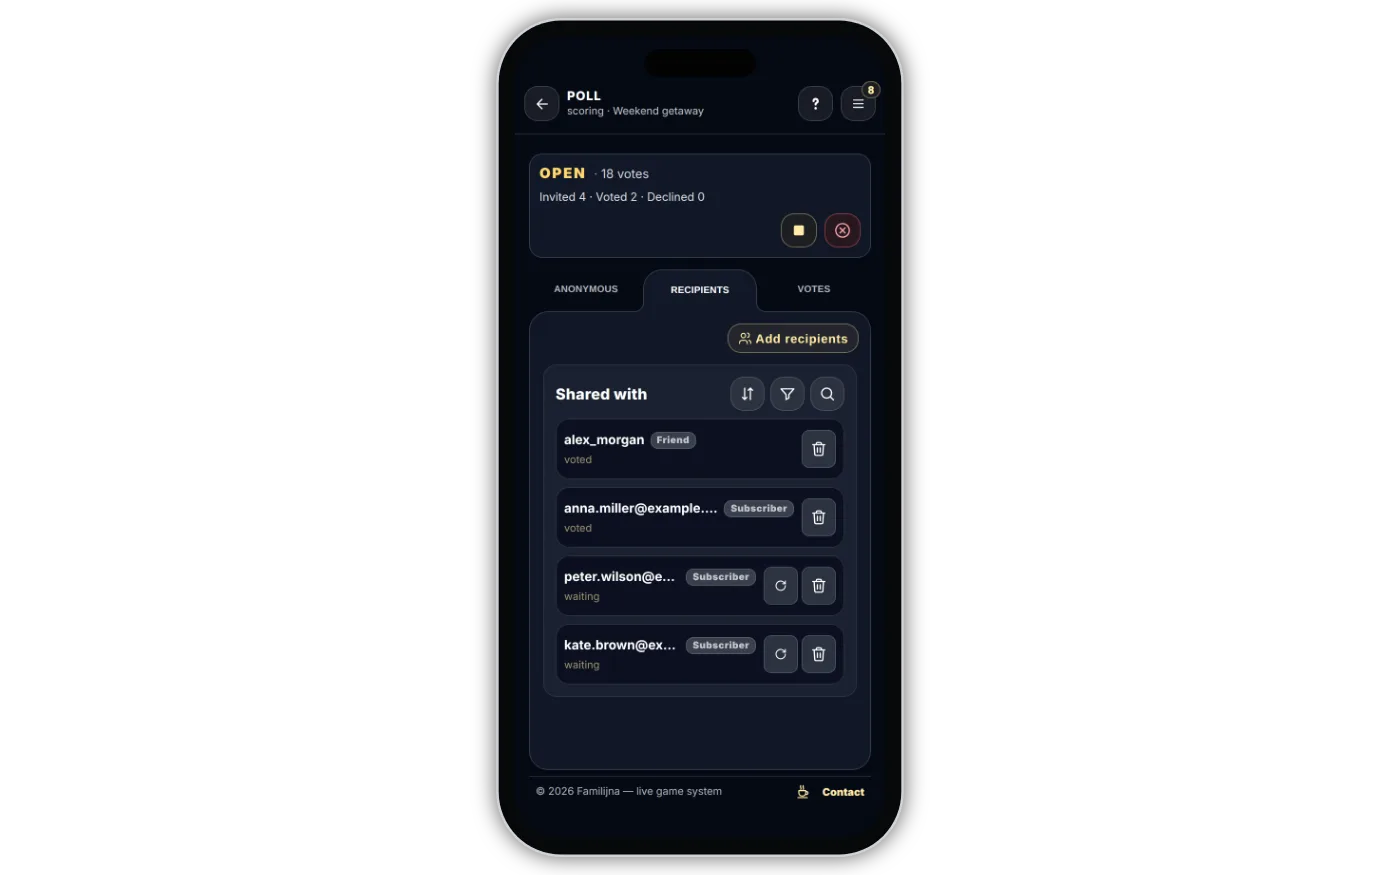 POLL
scoring · Weekend getaway
?
8
OPEN · 18 votes
Invited 4 · Voted 2 · Declined 0
ANONYMOUS
RECIPIENTS
VOTES
Add recipients
Shared with
alex_morgan Friend
voted
anna.miller@example.... Subscriber
voted
peter.wilson@e... Subscriber
waiting
kate.brown@ex... Subscriber
waiting
© 2026 Familijna — live game system
Contact